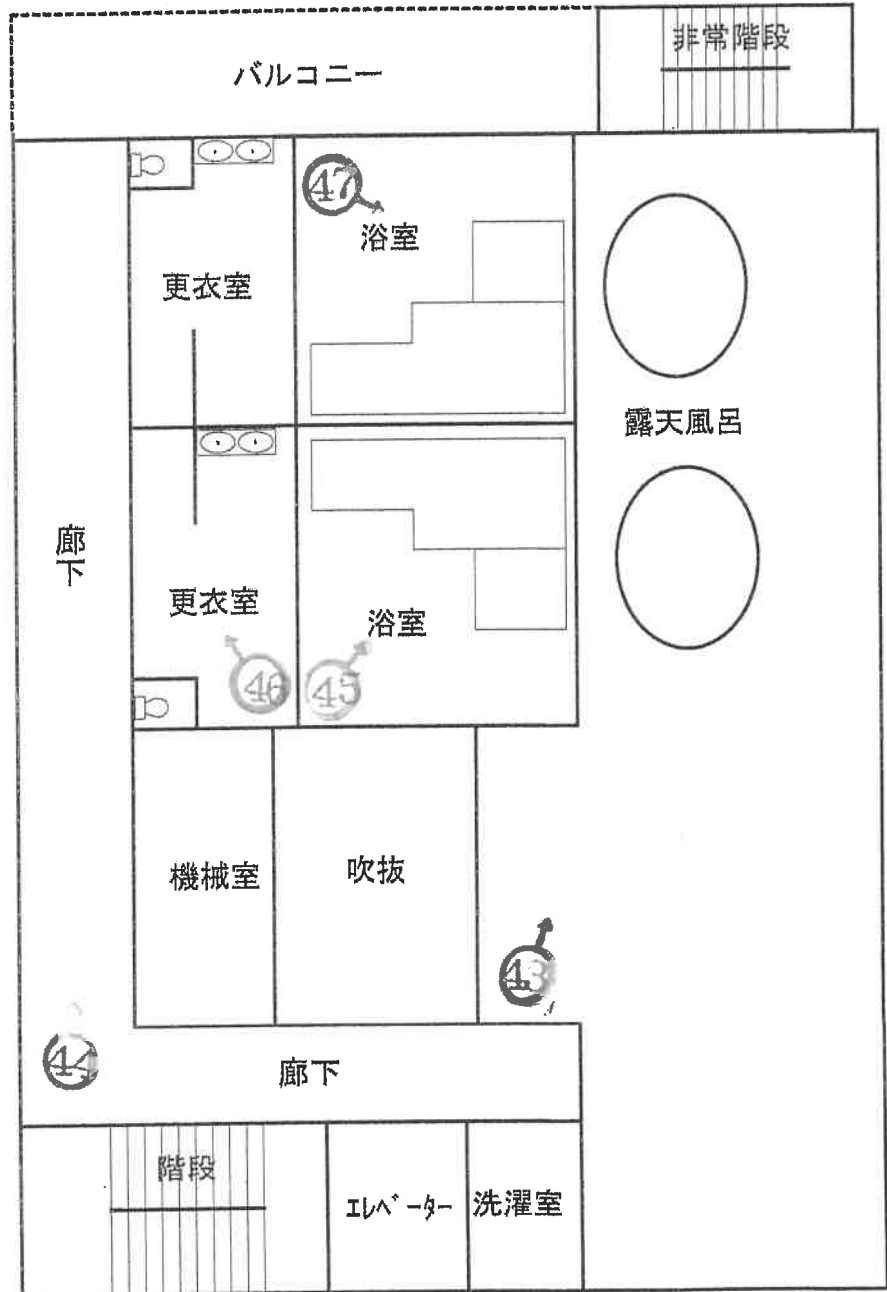 非常階段
バルコニー
47
浴室
更衣室
露天風呂
廊下
更衣室
浴室
46
45
機械室
吹抜
43
44
廊下
階段
エレベーター
洗濯室